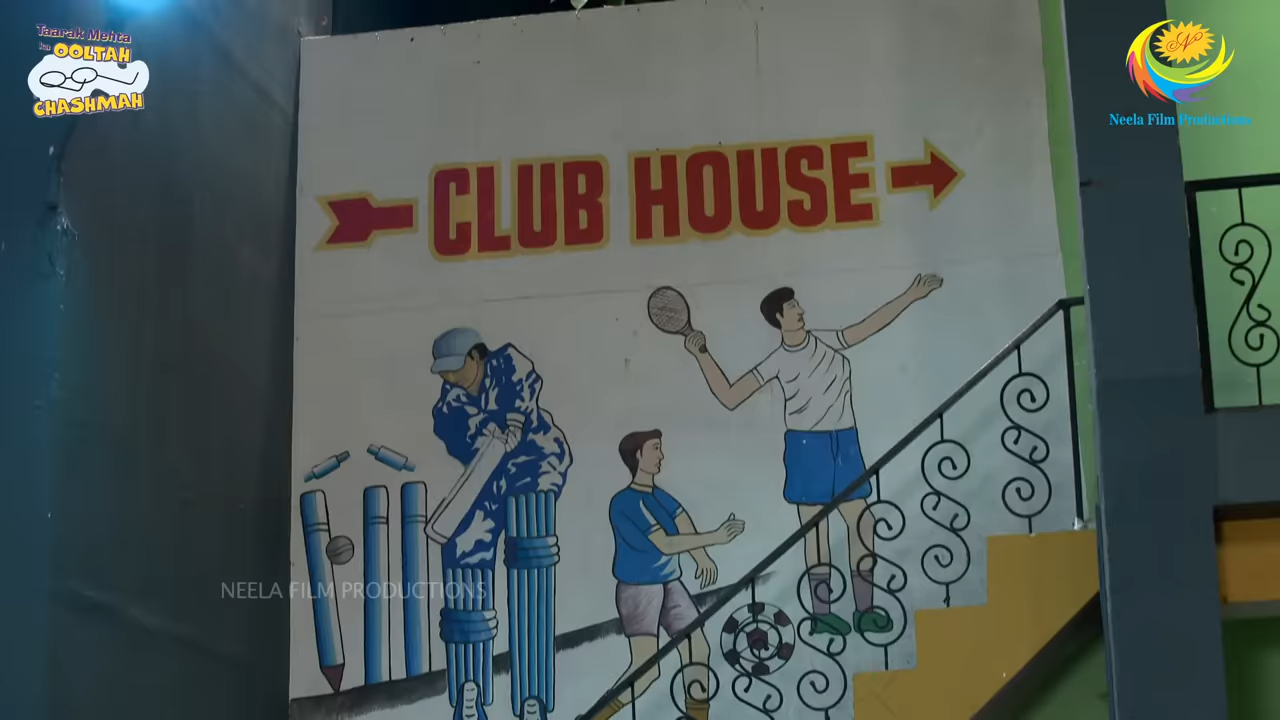 Taarak Mehta
ka OOLTAH
CHASHMAH
Neela Film Productions
CLUB HOUSE
NEELA FILM PRODUCTIONS